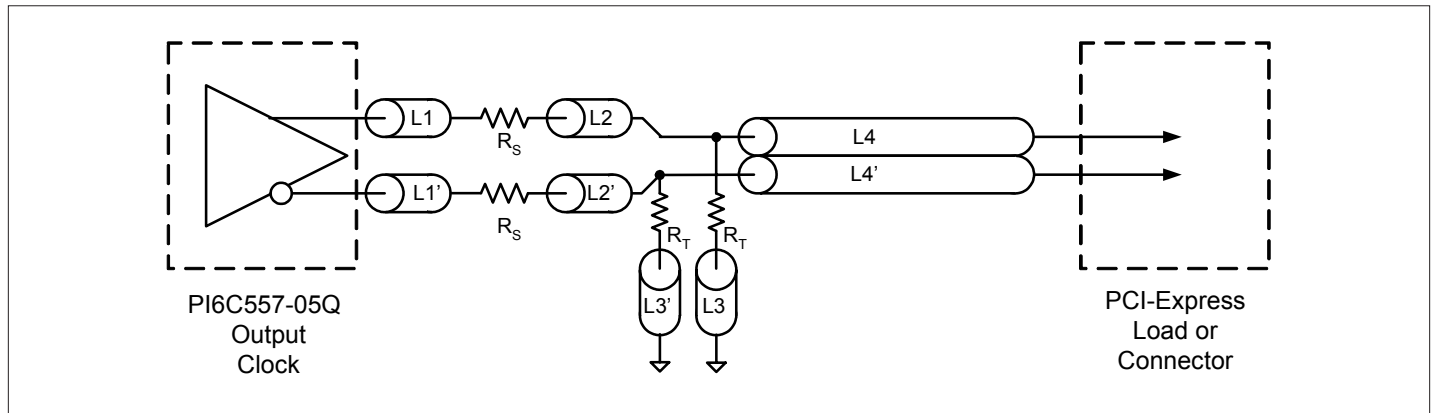 L1
R_S
L2
L4
L1’
R_S
L2’
L4’
R_T
R_T
L3’
L3
PI6C557-05Q
Output
Clock
PCI-Express
Load or
Connector